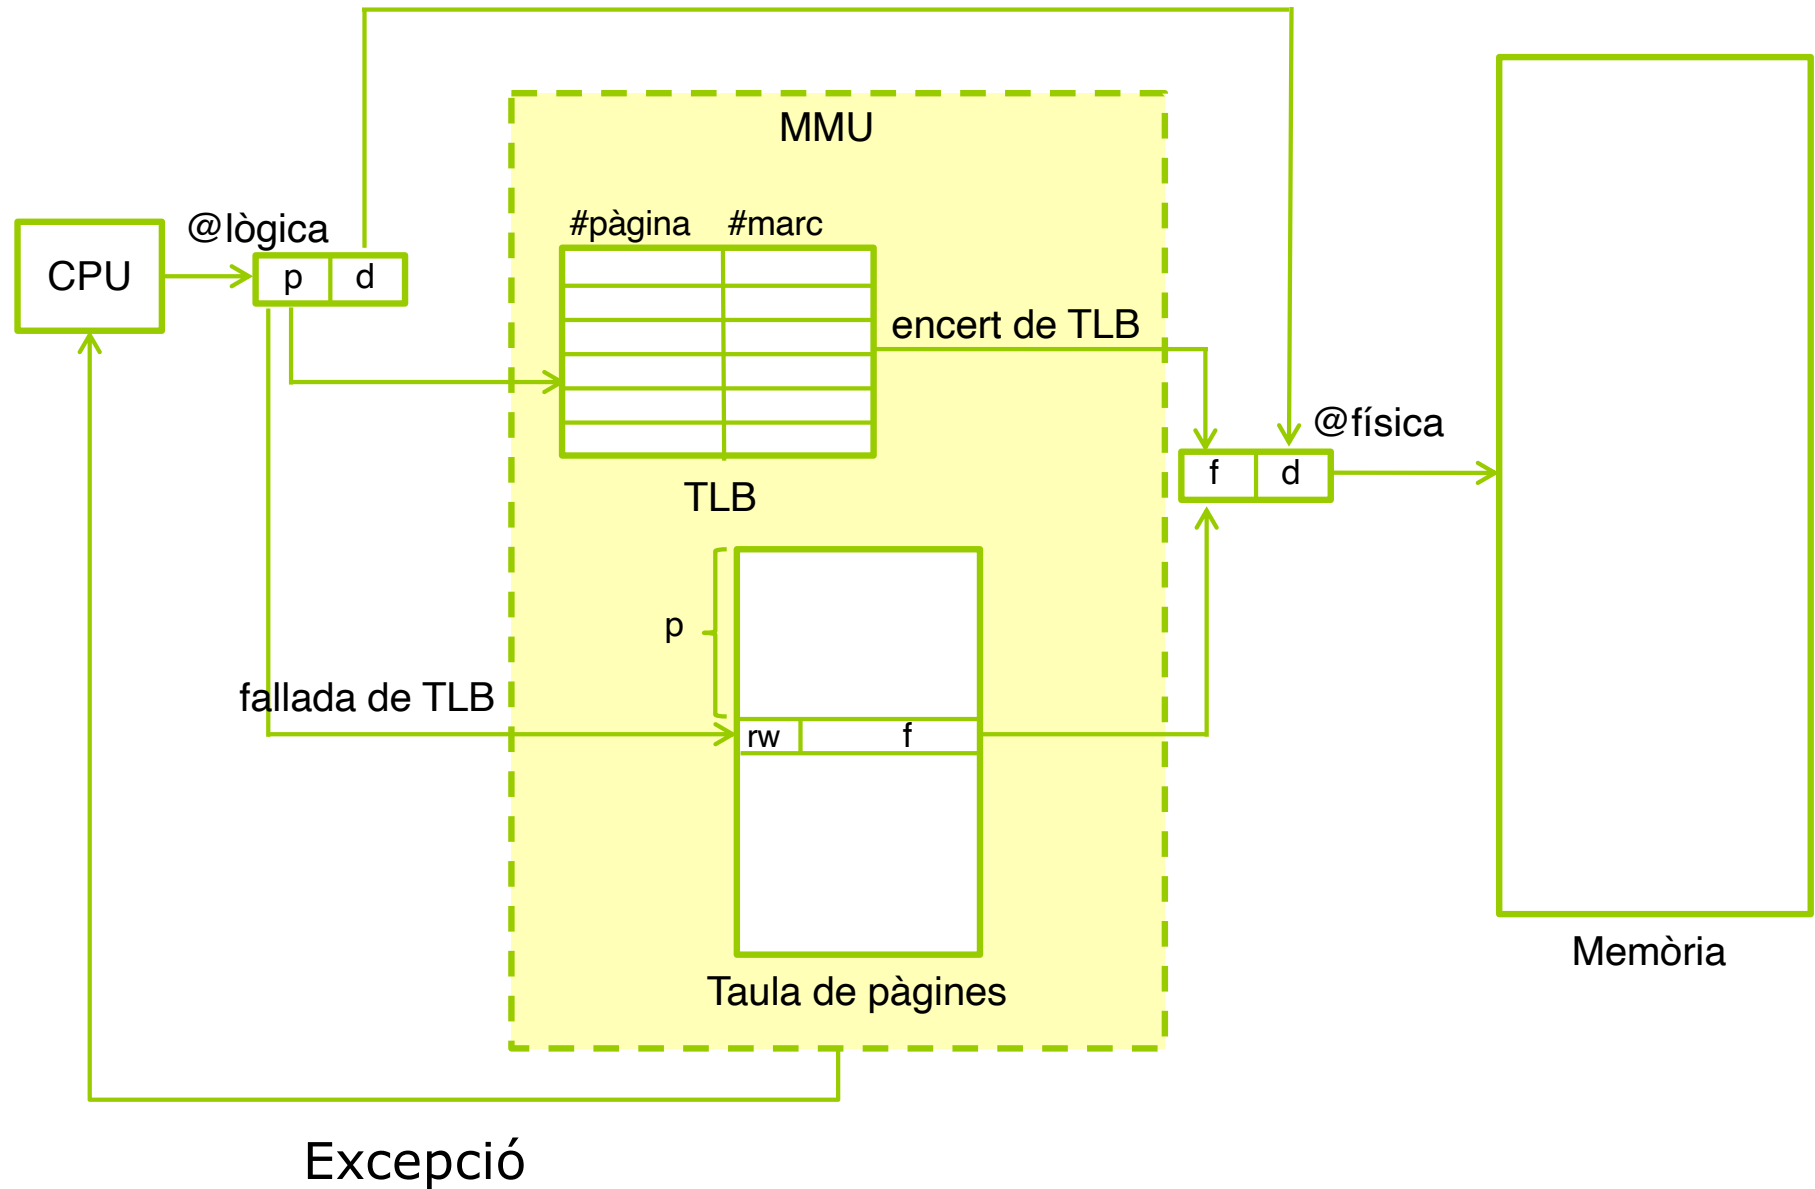 MMU
#pàgina #marc
@lògica
CPU
p d
encert de TLB
@física
f d
TLB
p
fallada de TLB
rw f
Memòria
Taula de pàgines
Excepció